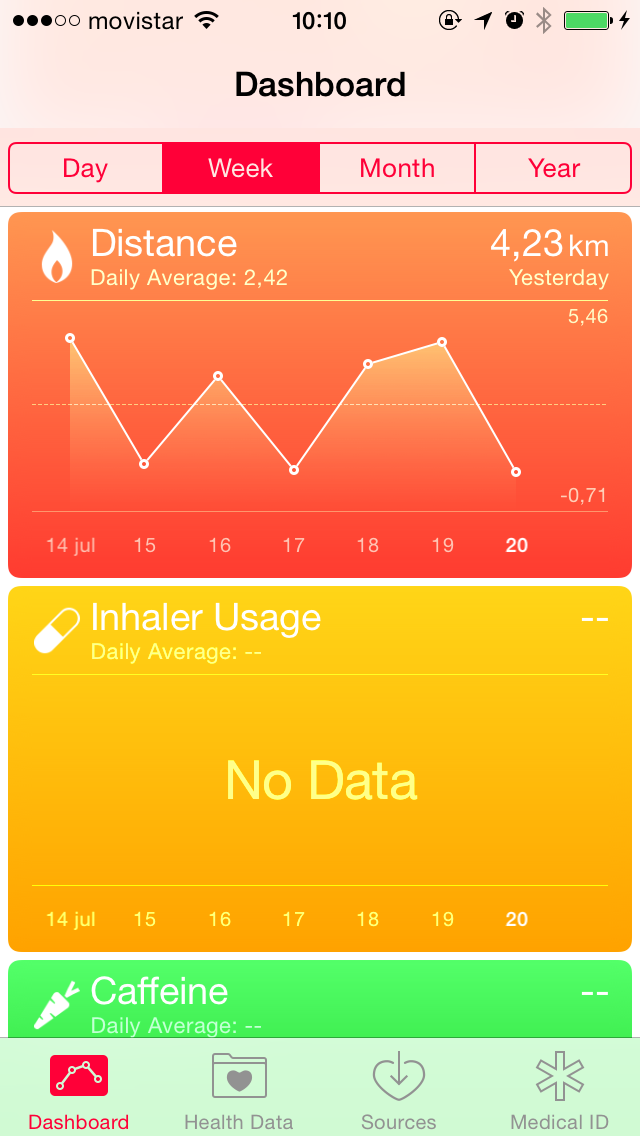 movistar 10:10
Dashboard
Day Week Month Year
Distance 4,23 km
Daily Average: 2,42 Yesterday
5,46
-0,71
14 jul 15 16 17 18 19 20
Inhaler Usage --
Daily Average: --
No Data
14 jul 15 16 17 18 19 20
Caffeine --
Daily Average: --
Dashboard Health Data Sources Medical ID